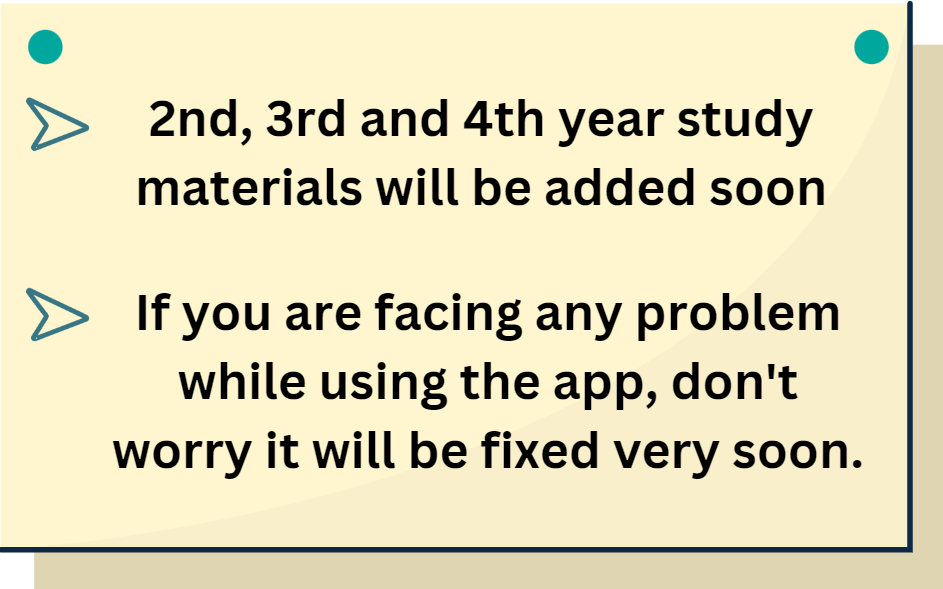 2nd, 3rd and 4th year study
materials will be added soon
If you are facing any problem
while using the app, don't
worry it will be fixed very soon.